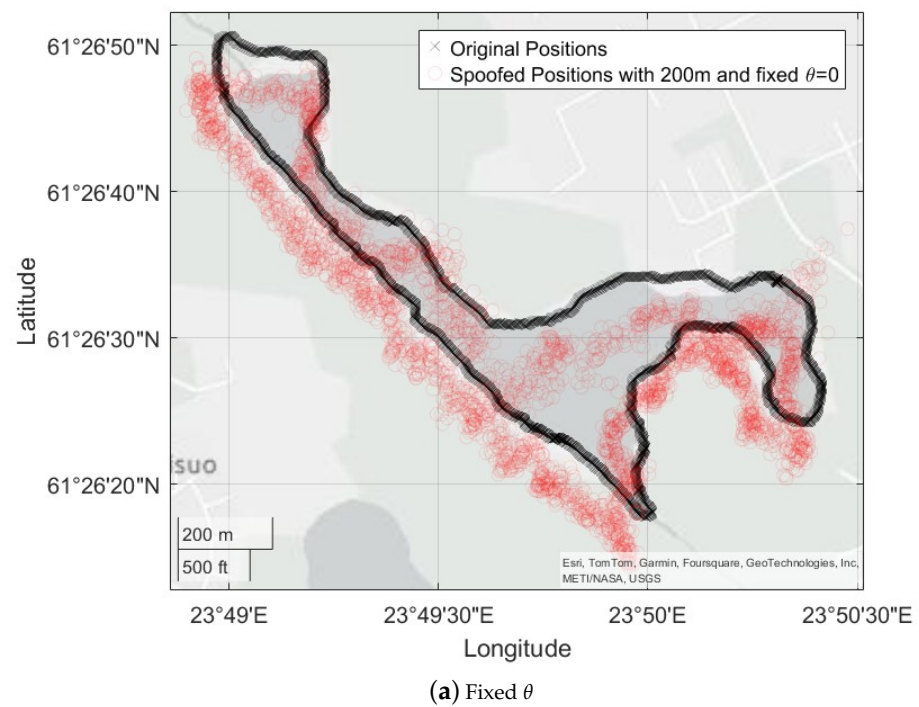 61°26'50"N
Original Positions
Spoofed Positions with 200m and fixed θ=0
61°26'40"N
Latitude
61°26'30"N
isuo
61°26'20"N
200 m
500 ft
Esri, TomTom, Garmin, Foursquare, GeoTechnologies, Inc,
METI/NASA, USGS
23°49'E
23°49'30"E
23°50'E
23°50'30"E
Longitude
(a) Fixed θ